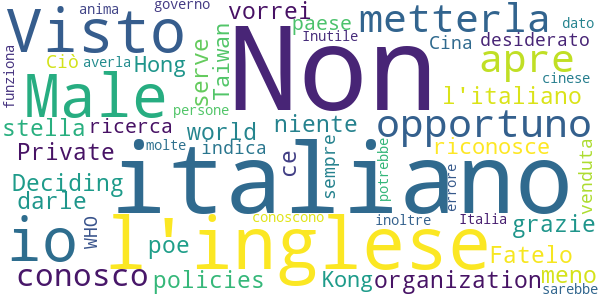 anima governo
Visto vorrei metterla dato
paese
Inutile Cina desiderato
funziona Ciò averla Hong serve Taiwan Non apre
cinese
Male persone l'italiano
stella ricerca world niente opportuno
molte indica riconosce
Private ce sempre potrebbe errore venduta
Deciding italiano
darle
WHO conoscono inoltre Italia grazie
io poe l'inglese Fatelo
conosco policies Kong organization meno
sarebbe